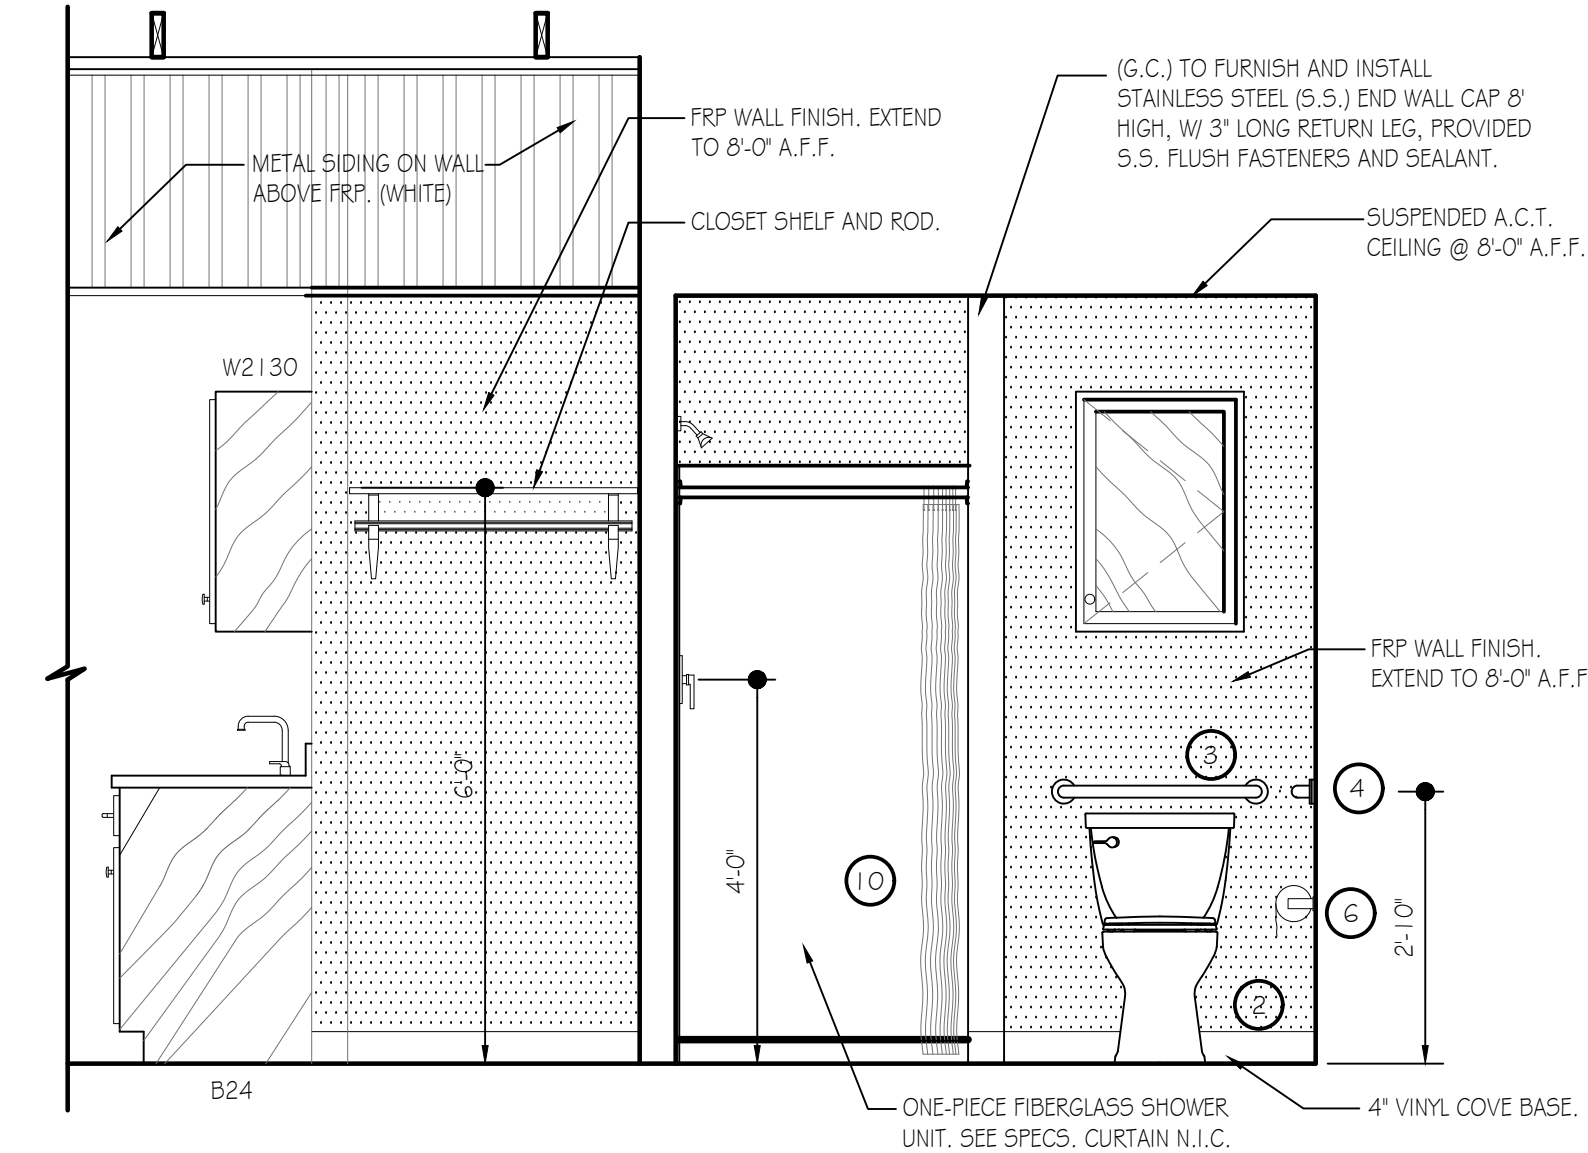 (G.C.) TO FURNISH AND INSTALL
STAINLESS STEEL (S.S.) END WALL CAP 8'
HIGH, W/ 3" LONG RETURN LEG, PROVIDED
S.S. FLUSH FASTENERS AND SEALANT.
FRP WALL FINISH. EXTEND
TO 8'-0" A.F.F.
METAL SIDING ON WALL
ABOVE FRP. (WHITE)
CLOSET SHELF AND ROD.
SUSPENDED A.C.T.
CEILING @ 8'-0" A.F.F.
W2130
FRP WALL FINISH.
EXTEND TO 8'-0" A.F.F
6'-0"
3
4
4'-0"
10
6
2'-10"
2
B24
ONE-PIECE FIBERGLASS SHOWER
UNIT. SEE SPECS. CURTAIN N.I.C.
4" VINYL COVE BASE.